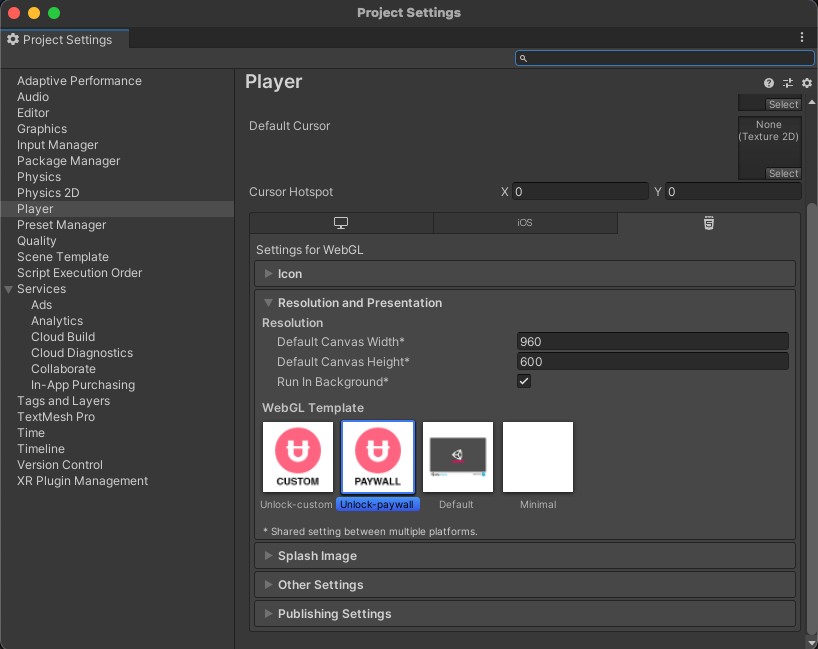 Project Settings
Project Settings
Adaptive Performance
Audio
Editor
Graphics
Input Manager
Package Manager
Physics
Physics 2D
Player
Preset Manager
Quality
Scene Template
Script Execution Order
Services
Ads
Analytics
Cloud Build
Cloud Diagnostics
Collaborate
In-App Purchasing
Tags and Layers
TextMesh Pro
Time
Timeline
Version Control
XR Plugin Management
Player
Select
Default Cursor
None
(Texture 2D)
Select
Cursor Hotspot X 0 Y 0
iOS
Settings for WebGL
Icon
Resolution and Presentation
Resolution
Default Canvas Width* 960
Default Canvas Height* 600
Run In Background*
WebGL Template
CUSTOM PAYWALL
Unlock-custom Unlock-paywall Default Minimal
* Shared setting between multiple platforms.
Splash Image
Other Settings
Publishing Settings